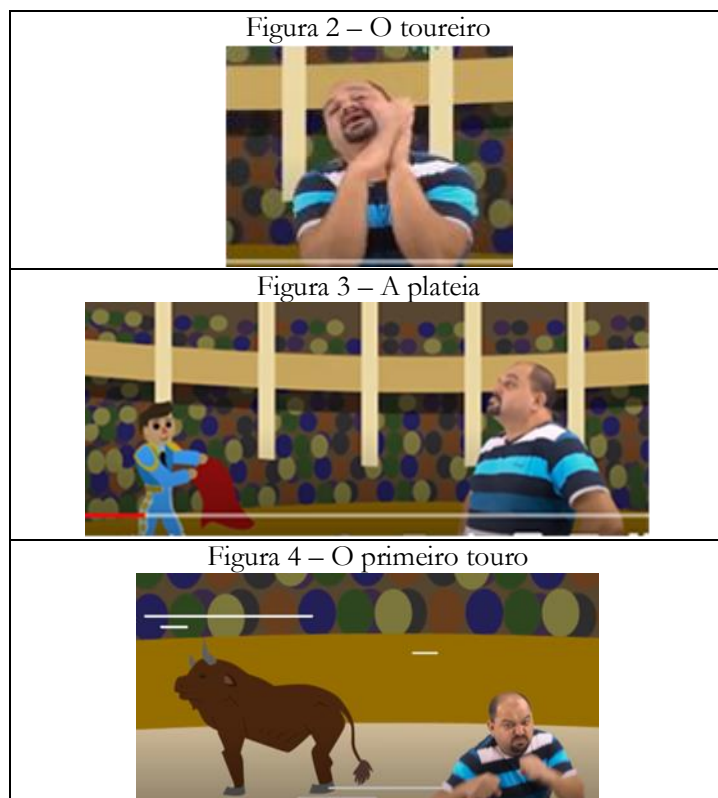 Figura 2 – O toureiro
Figura 3 – A plateia
Figura 4 – O primeiro touro